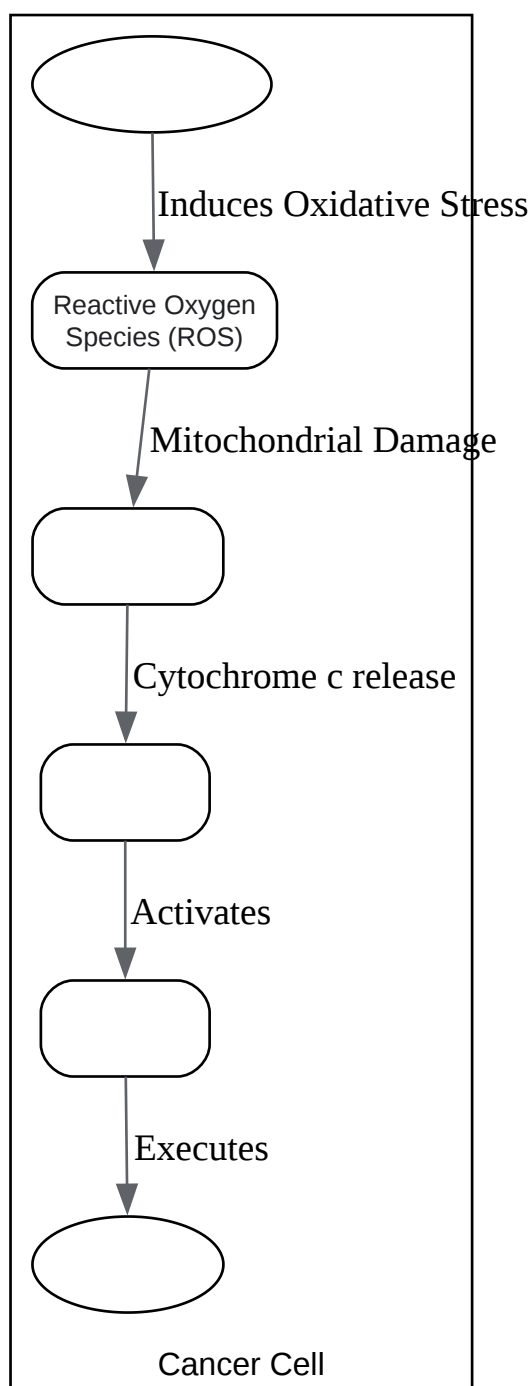 Induces Oxidative Stress
Reactive Oxygen
Species (ROS)
Mitochondrial Damage
Cytochrome c release
Activates
Executes
Cancer Cell